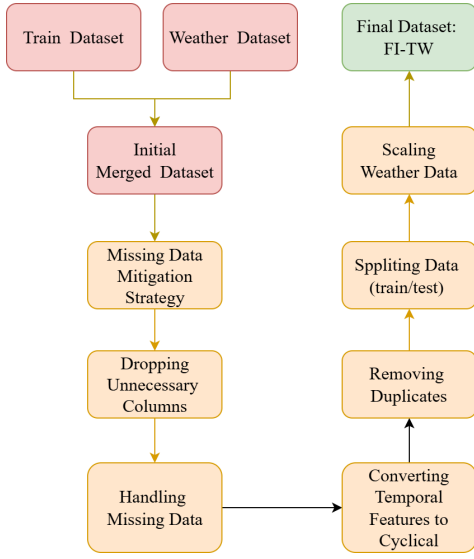 Train Dataset
Weather Dataset
Initial
Merged Dataset
Missing Data
Mitigation
Strategy
Dropping
Unnecessary
Columns
Handling
Missing Data
Converting
Temporal
Features to
Cyclical
Removing
Duplicates
Sppliting Data
(train/test)
Scaling
Weather Data
Final Dataset:
FI-TW